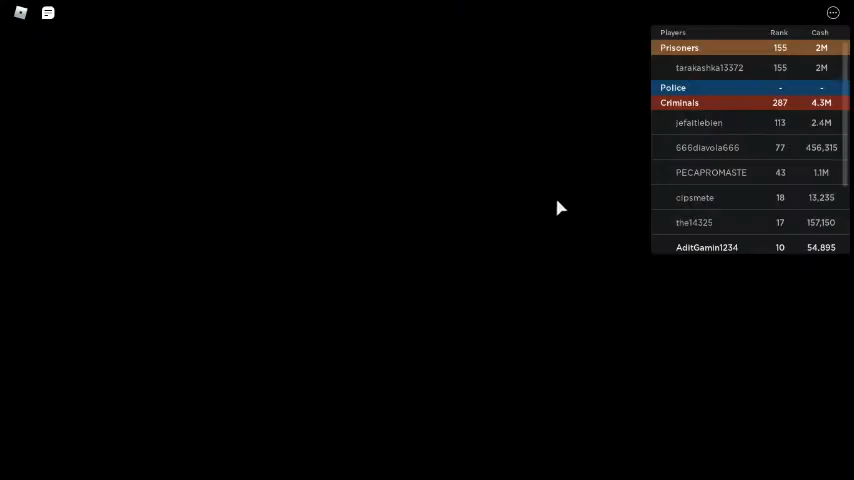 Players Rank Cash
Prisoners 155 2M
tarakashka13372 155 2M
Police - -
Criminals 287 4.3M
jefaitlebien 113 2.4M
666diavola666 77 456,315
PECAPROMASTE 43 1.1M
cipsmete 18 13,235
the14325 17 157,150
AditGamin1234 10 54,895